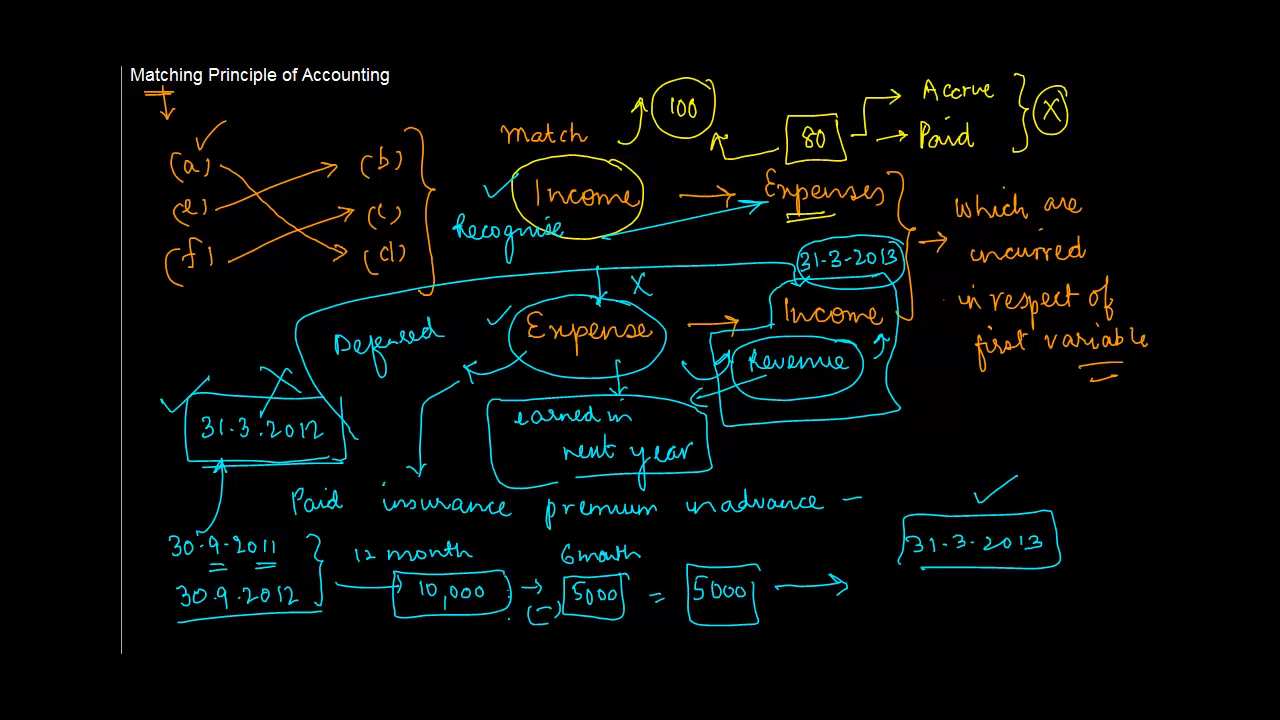 Matching Principle of Accounting
(a) (b)
(e) (c)
(f) (d)
Match
100
80
Accrue
Paid
X
Income
Expenses
Recognise
which are
incurred
in respect of
first variable
31-3-2013
X
Expense
Income
Revenue
Defeured
earned in
next year
31.3.2012
Paid insurance premium in advance -
30.9.2011
30.9.2012
12 month
10,000
(-)
6 month
5000 = 5000
31.3.2013